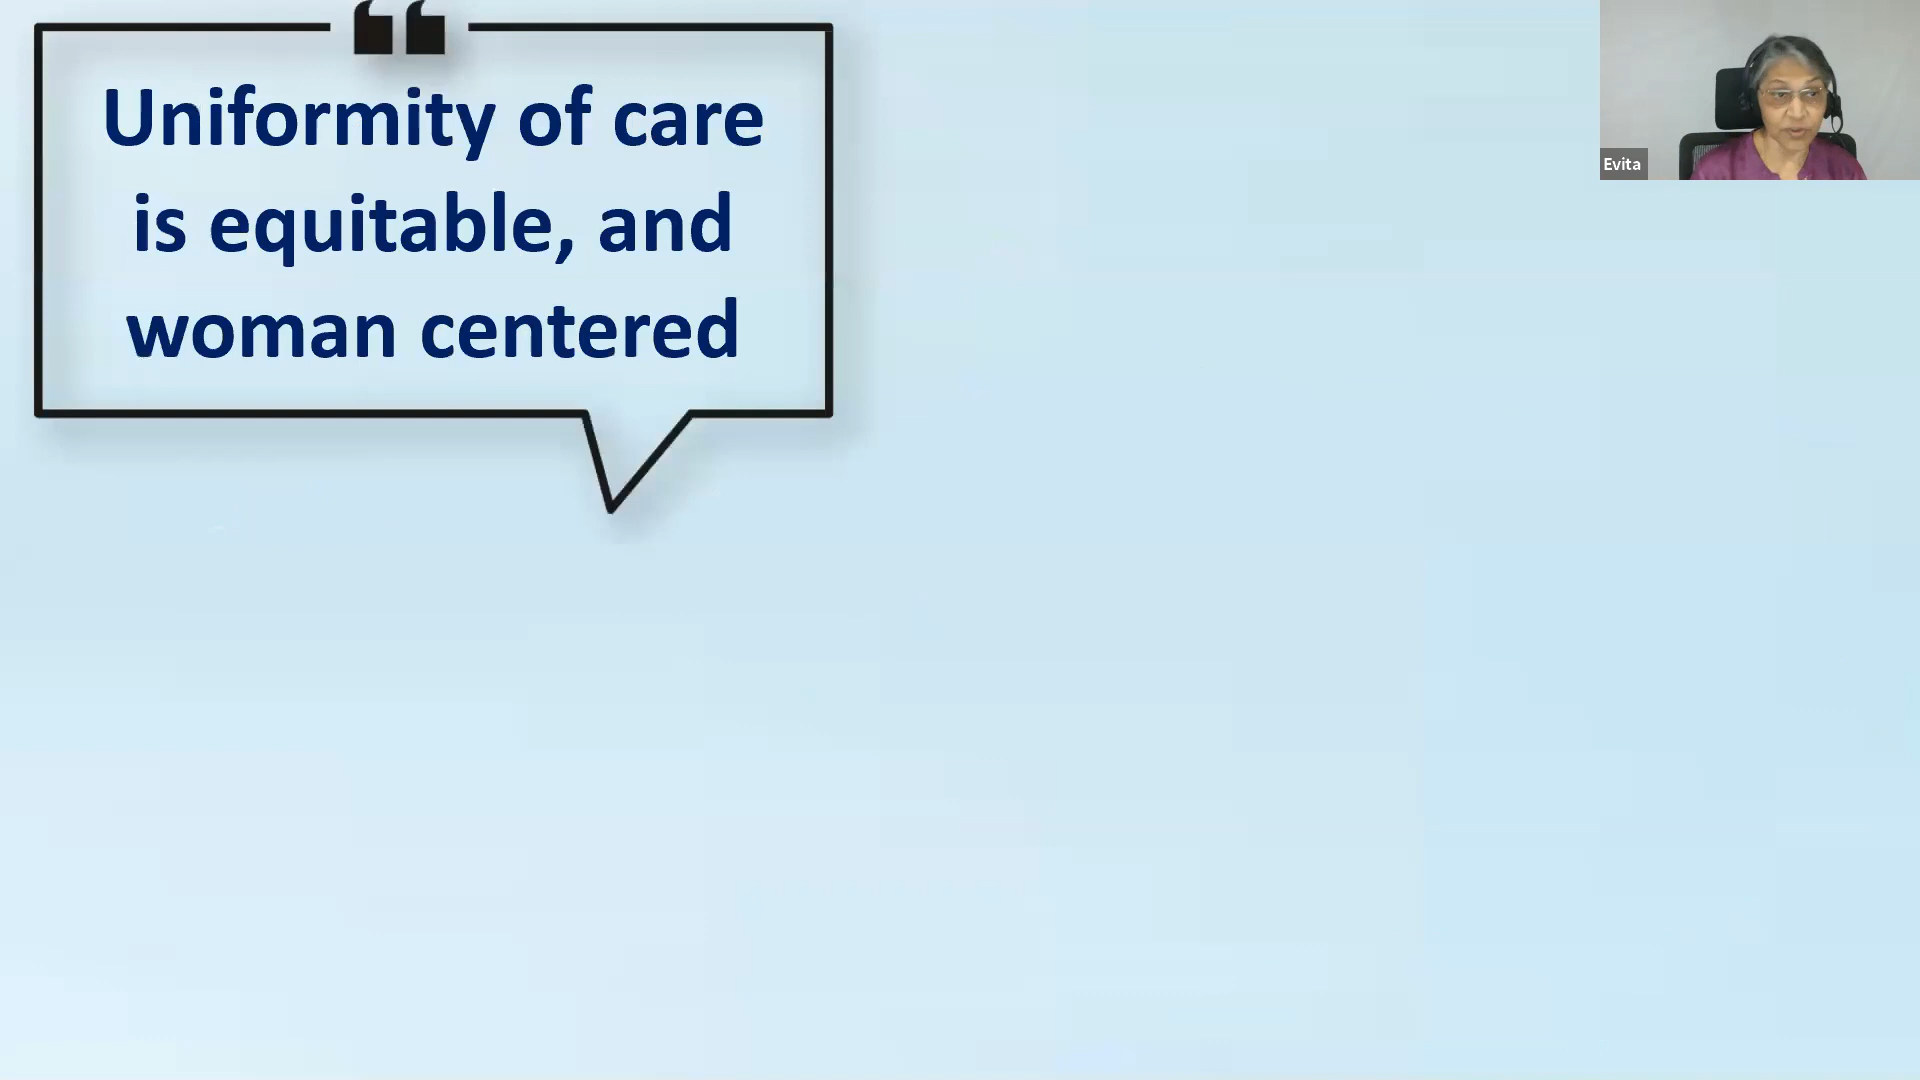 Uniformity of care
is equitable, and
woman centered
Evita